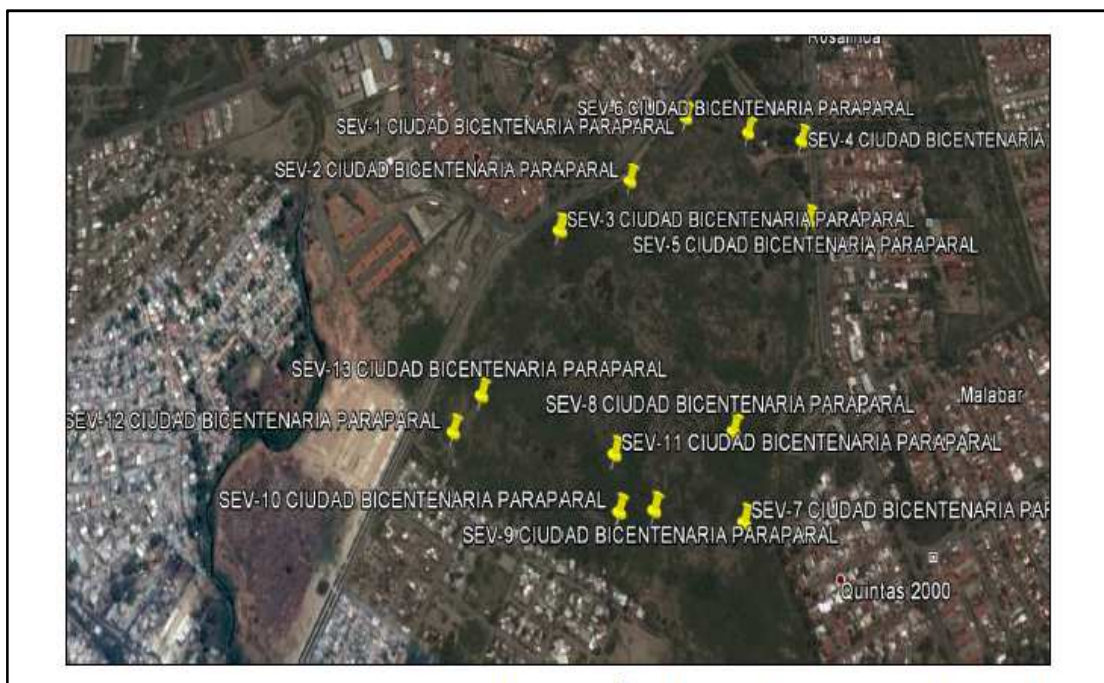 SEV-6 CIUDAD BICENTENARIA PARAPARAL
SEV-1 CIUDAD BICENTENARIA PARAPARAL
SEV-4 CIUDAD BICENTENARIA
SEV-2 CIUDAD BICENTENARIA PARAPARAL
SEV-3 CIUDAD BICENTENARIA PARAPARAL
SEV-5 CIUDAD BICENTENARIA PARAPARAL
SEV-13 CIUDAD BICENTENARIA PARAPARAL
Malabar
SEV-8 CIUDAD BICENTENARIA PARAPARAL
SEV-12 CIUDAD BICENTENARIA PARAPARAL
SEV-11 CIUDAD BICENTENARIA PARAPARAL
SEV-10 CIUDAD BICENTENARIA PARAPARAL
SEV-7 CIUDAD BICENTENARIA PAR
SEV-9 CIUDAD BICENTENARIA PARAPARAL
Quintas 2000